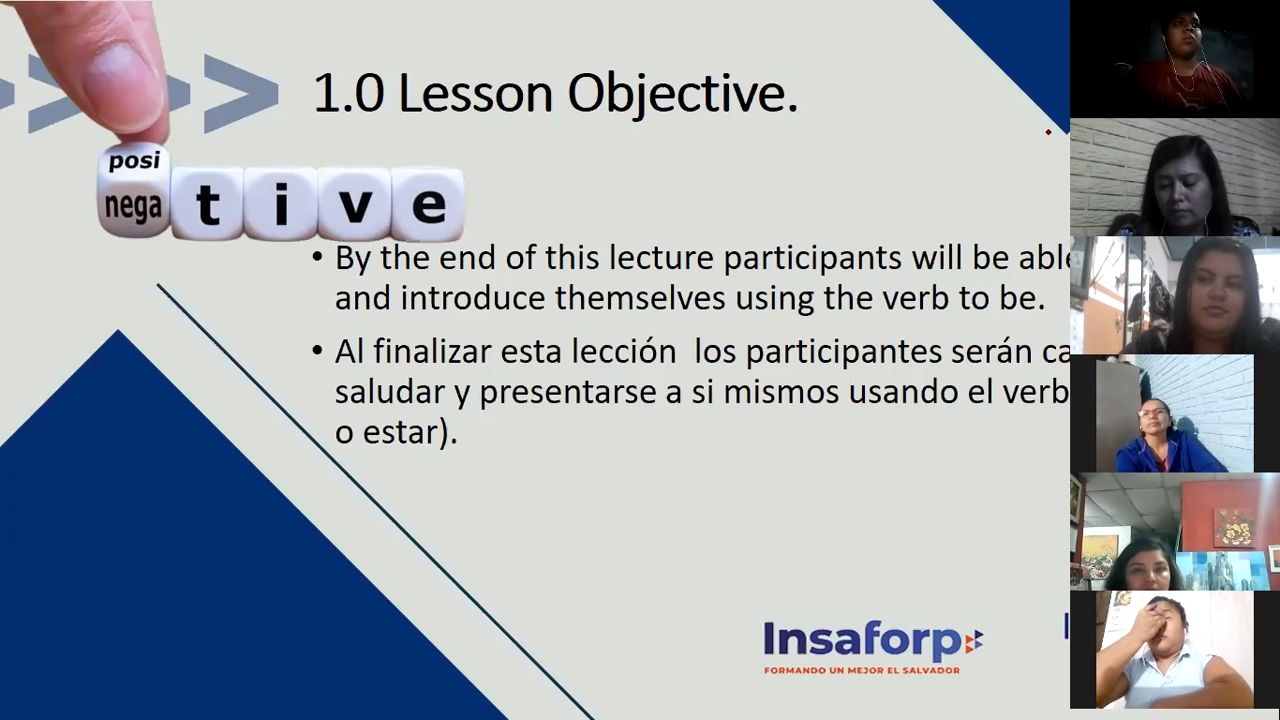 1.0 Lesson Objective.
posi
nega t i v e
• By the end of this lecture participants will be able
and introduce themselves using the verb to be.
• Al finalizar esta lección los participantes serán ca
saludar y presentarse a si mismos usando el verb
o estar).
Insaforp
FORMANDO UN MEJOR EL SALVADOR